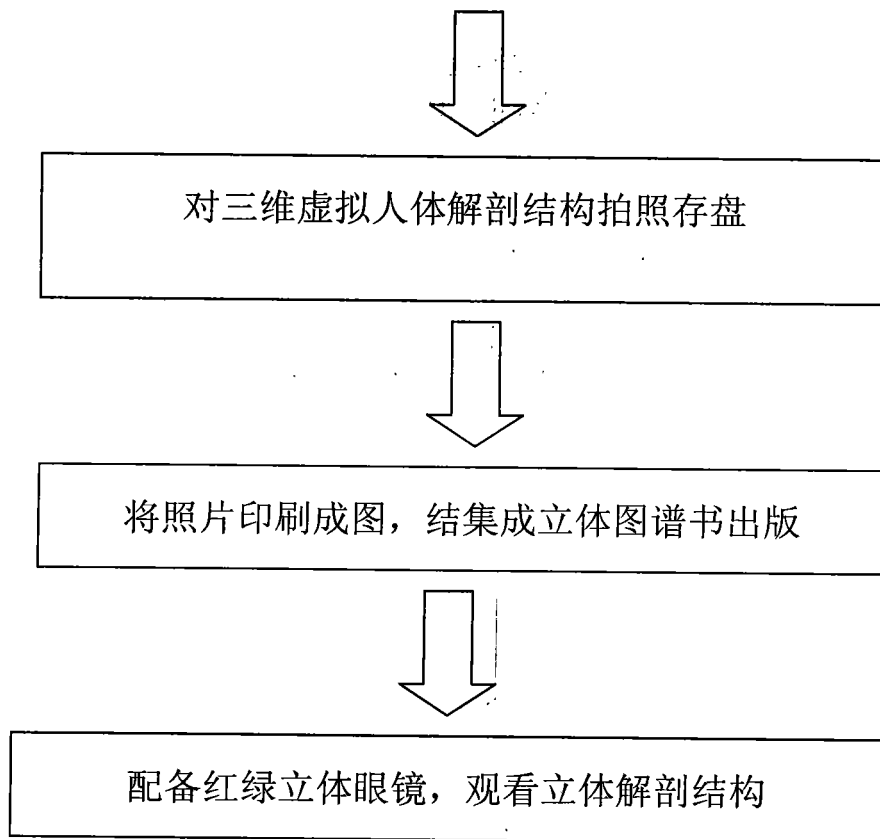 对三维虚拟人体解剖结构拍照存盘
将照片印刷成图，结集成立体图谱书出版
配备红绿立体眼镜，观看立体解剖结构